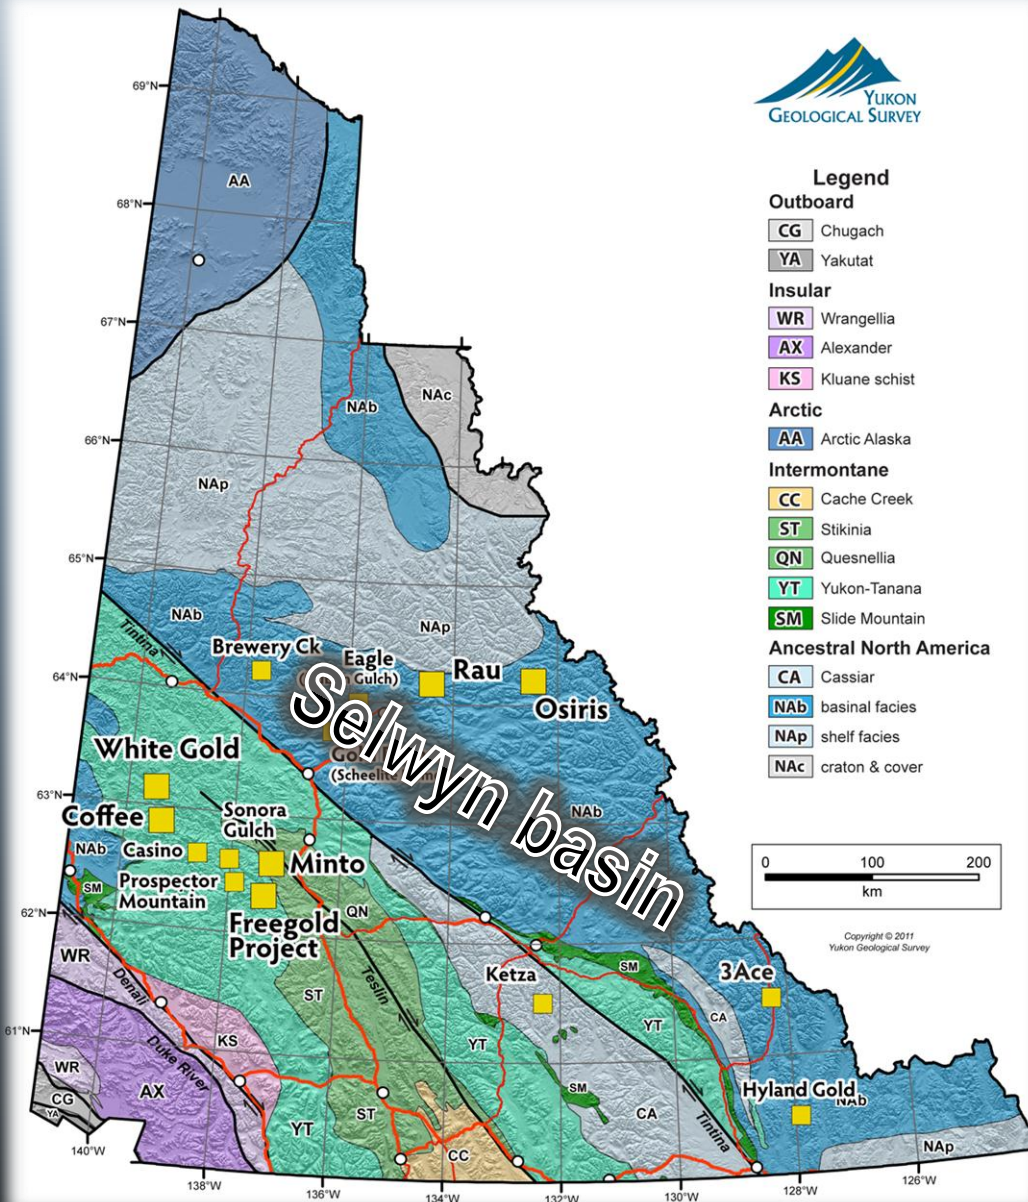 YUKON
GEOLOGICAL SURVEY
Legend
Outboard
CG Chugach
YA Yakutat
Insular
WR Wrangellia
AX Alexander
KS Kluane schist
Arctic
AA Arctic Alaska
Intermontane
CC Cache Creek
ST Stikinia
QN Quesnellia
YT Yukon-Tanana
SM Slide Mountain
Ancestral North America
CA Cassiar
NAb basinal facies
NAp shelf facies
NAc craton & cover
0 100 200
km
Copyright © 2011
Yukon Geological Survey
69°N
AA
68°N
67°N
NAc
NAb
66°N
NAp
65°N
NAb
NAp
Tintina
Brewery Ck
Eagle
Gulch)
Rau
64°N
Osiris
Selwyn basin
White Gold
(Scheelite
63°N
NAb
Coffee
Sonora
Gulch
NAb
Casino
Minto
SM
Prospector
Mountain
62°N
QN
Freegold
Project
WR
Ketza
SM
3Ace
Denali
ST
Teslin
CA
61°N
KS
YT
YT
Duke River
WR
AX
SM
CA
Hyland Gold
NAb
CG
YA
Tintina
ST
YT
CC
NAp
140°W
138°W
136°W
134°W
132°W
130°W
128°W
126°W